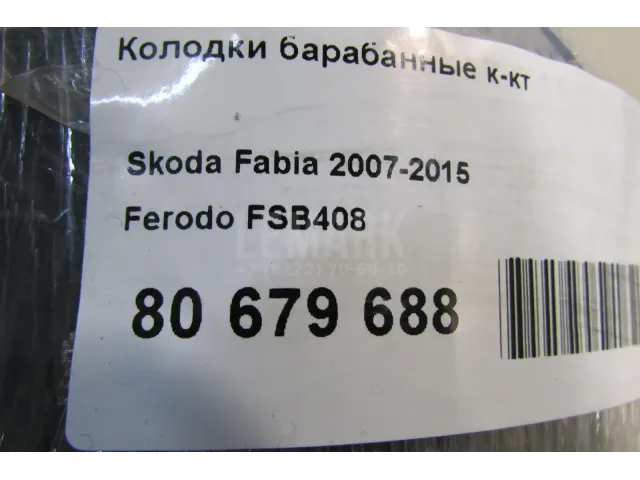 Колодки барабанные к-кт
Skoda Fabia 2007-2015
Ferodo FSB408
LEMARK
80 679 688